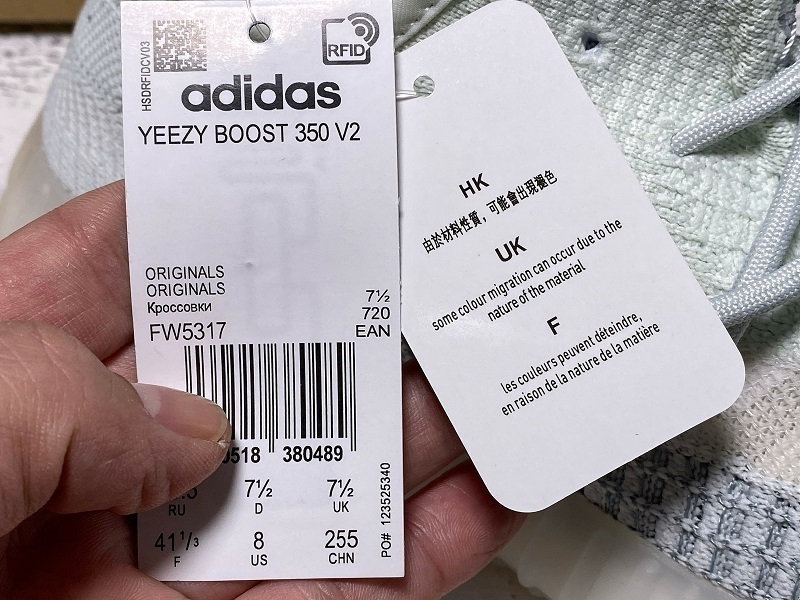 HSDRFIDCV03
RFID
adidas
YEEZY BOOST 350 V2
ORIGINALS
ORIGINALS
Кроссовки
7½
720
FW5317
EAN
0518 380489
7½
7½
RU
D
UK
41 1/3
8
255
F
US
CHN
PO# 123525340
HK
由於材料性質，可能會出現褪色
UK
some colour migration can occur due to the
nature of the material
F
les couleurs peuvent déteindre,
en raison de la nature de la matière